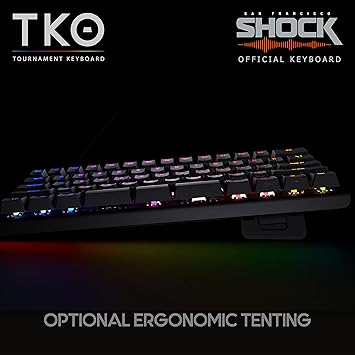 TKO
TOURNAMENT KEYBOARD
SAN FRANCISCO
SHOCK
OFFICIAL KEYBOARD
OPTIONAL ERGONOMIC TENTING